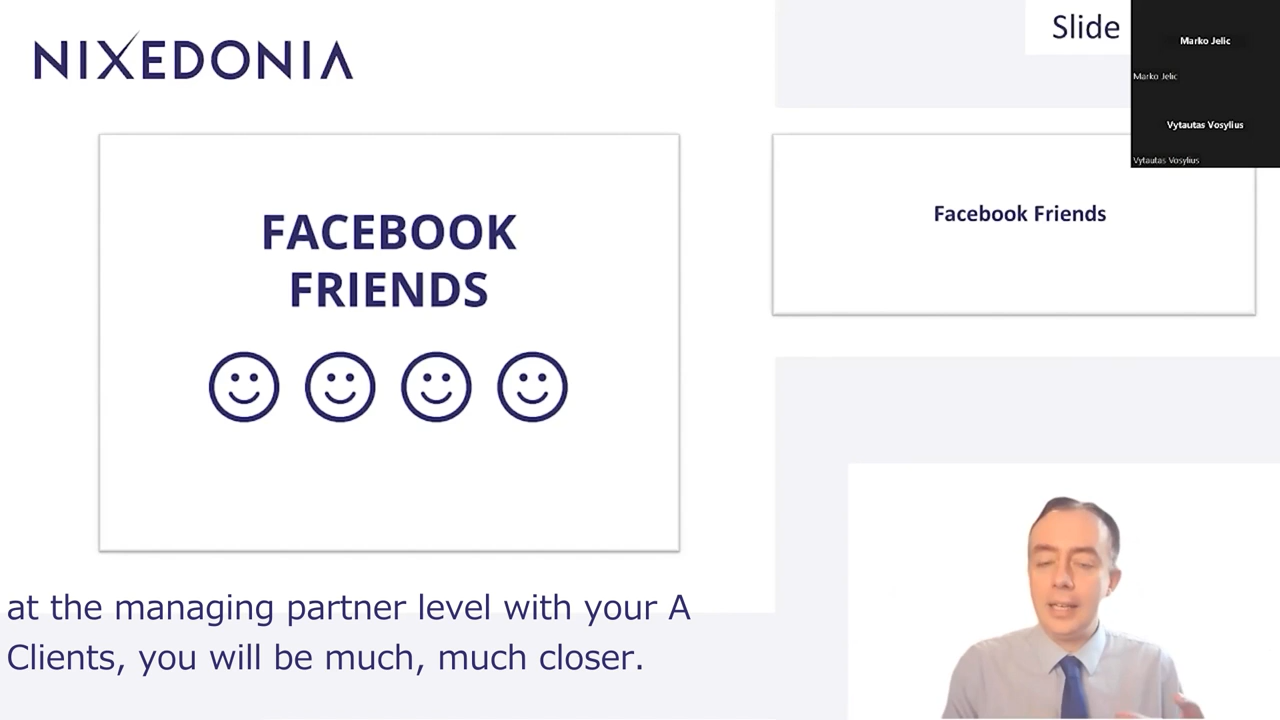 NIXEDONIA
Slide
Marko Jelic
Marko Jelic
Vytautas Vosylius
Vytautas Vosylius
FACEBOOK
FRIENDS
Facebook Friends
at the managing partner level with your A
Clients, you will be much, much closer.